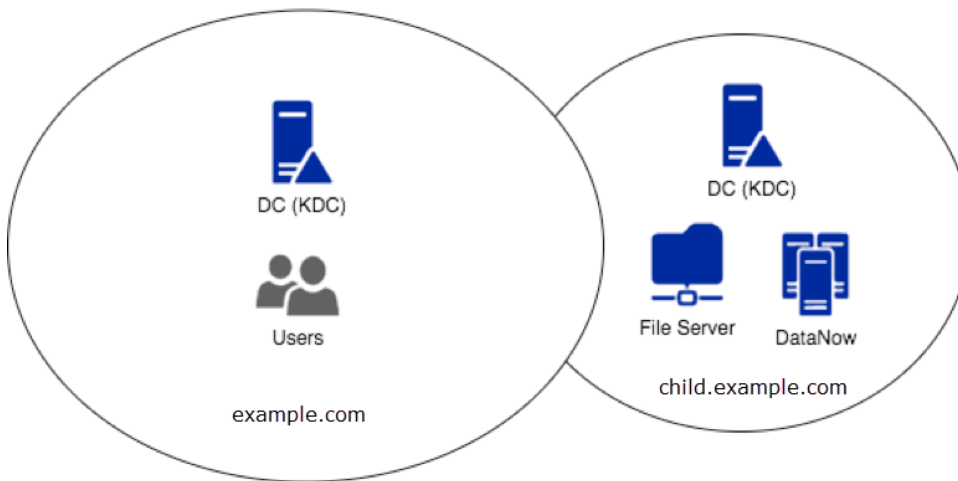 DC (KDC)
Users
example.com
DC (KDC)
File Server
DataNow
child.example.com